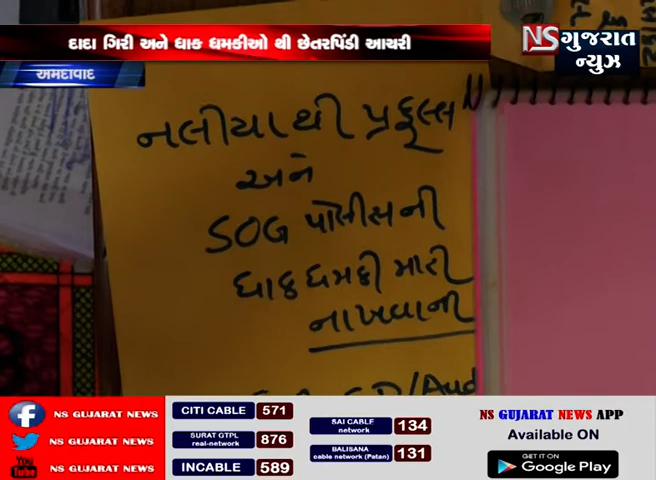 દાદા ગિરી અને ધાક ધમકીઓ થી છેતરપિંડી આચરી
NS ગુજરાત
ન્યુઝ
અમદાવાદ
નલીયા થી પ્રફુલ્લ
અને
SOG પોલીસ ની
ધાકધમકી મારી
નાખવાની
NS GUJARAT NEWS
NS GUJARAT NEWS
You Tube NS GUJARAT NEWS
CITI CABLE 571
SURAT GTPL real-network 876
INCABLE 589
SAI CABLE network 134
BALISANA cable network (Patan) 131
NS GUJARAT NEWS APP
Available ON
GET IT ON
Google Play